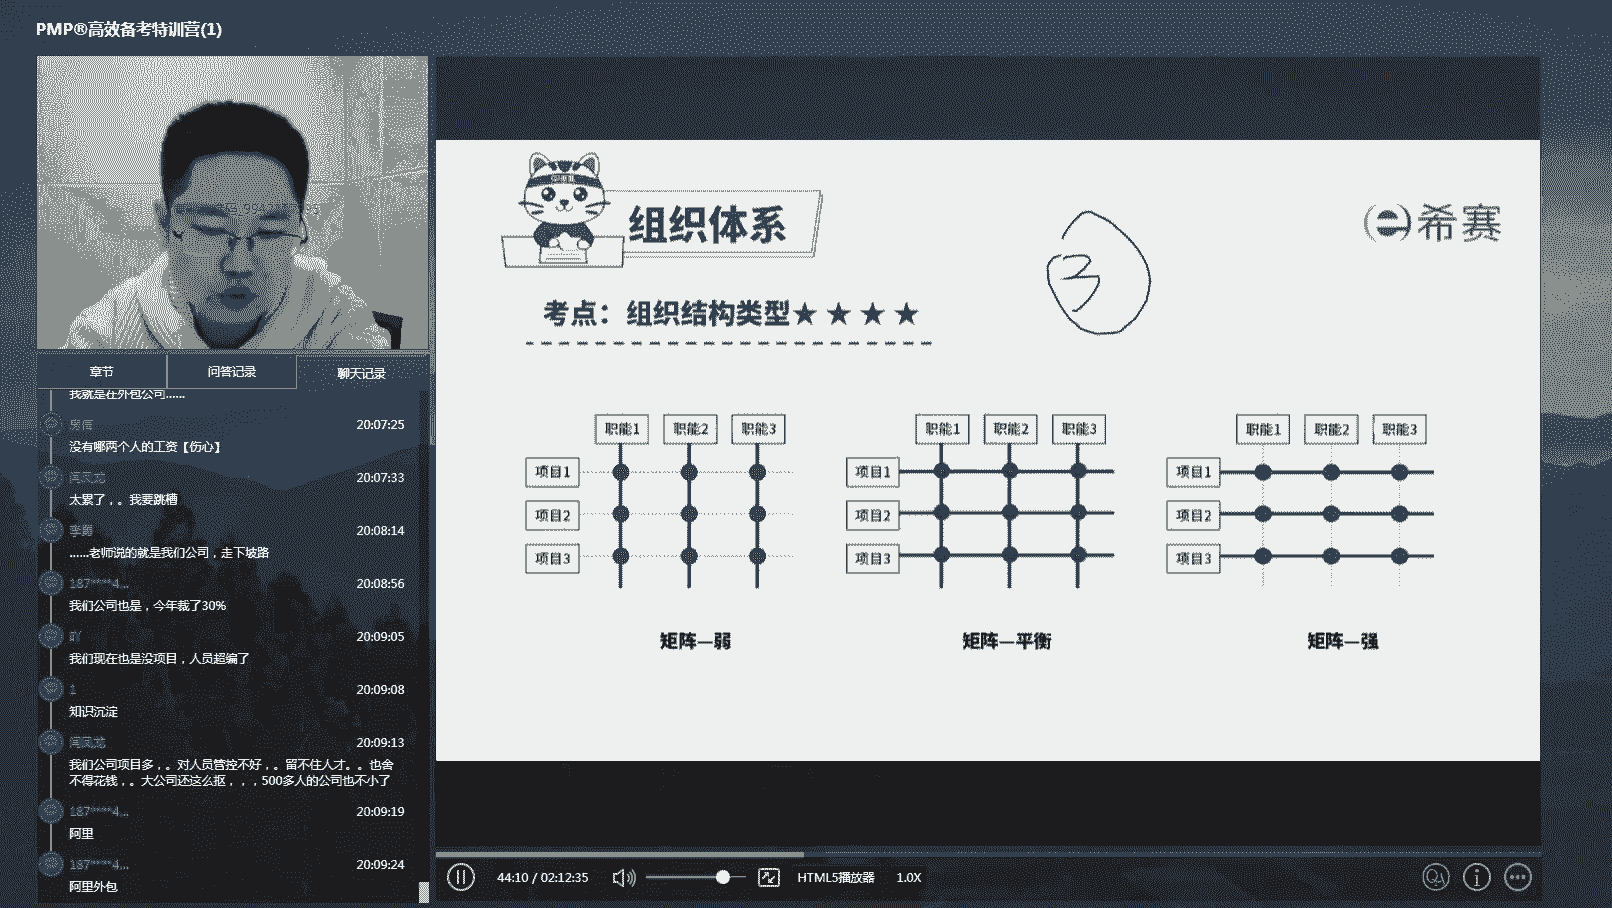 PMP®高效备考特训营(1)
章节
问答记录
聊天记录
我就是在外包公司......
20:07:25
没有哪两个人的工资【伤心】
20:07:33
太累了，。我要跳槽
20:08:14
......老师说的就是我们公司，走下坡路
187****4...
20:08:56
我们公司也是，今年裁了30%
20:09:05
我们现在也是没项目，人员超编了
1
20:09:08
知识沉淀
20:09:13
我们公司项目多，。对人员管控不好，。留不住人才。。也舍
不得花钱，。大公司还这么抠，，，500多人的公司也不小了
187****4...
20:09:19
阿里
187****4...
20:09:24
阿里外包
组织体系
希赛
3
考点：组织结构类型★★★★
职能1 职能2 职能3
项目1
项目2
项目3
矩阵—弱
职能1 职能2 职能3
项目1
项目2
项目3
矩阵—平衡
职能1 职能2 职能3
项目1
项目2
项目3
矩阵—强
44:10 / 02:12:35
HTML5播放器
1.0X